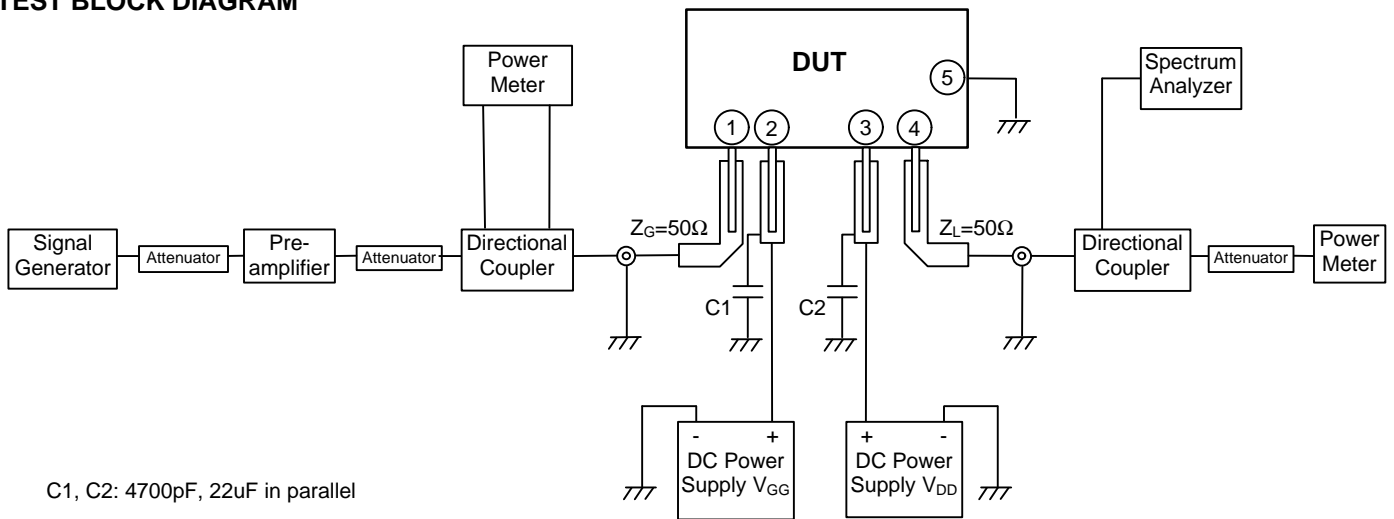 TEST BLOCK DIAGRAM
DUT
Power
Meter
Spectrum
Analyzer
5
1
2
3
4
ZG=50Ω
ZL=50Ω
Signal
Generator
Attenuator
Pre-
amplifier
Attenuator
Directional
Coupler
Directional
Coupler
Attenuator
Power
Meter
C1
C2
- +
DC Power
Supply VGG
+ -
DC Power
Supply VDD
C1, C2: 4700pF, 22uF in parallel